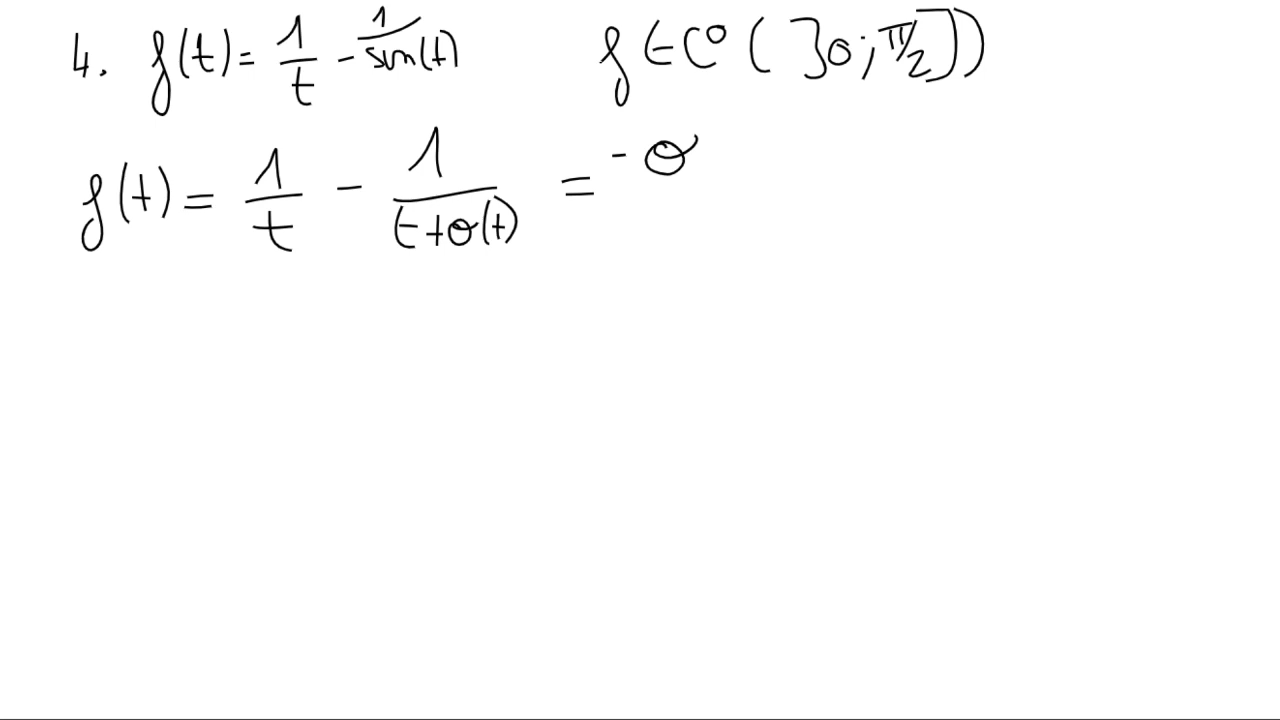 4. f(t) = 1/t - 1/sin(t) f ∈ C⁰(]0;π/2])
f(t) = 1/t - 1/(t+o(t)) = -o